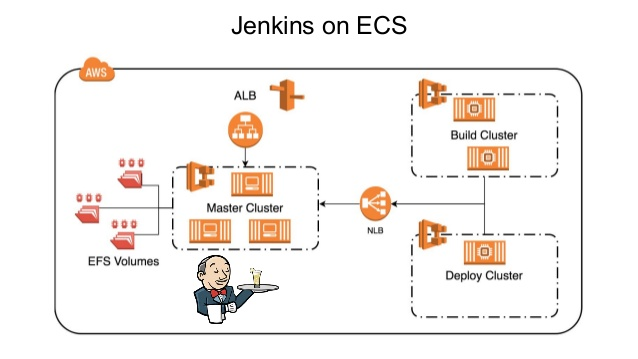 Jenkins on ECS
AWS
ALB
Build Cluster
Master Cluster
NLB
EFS Volumes
Deploy Cluster